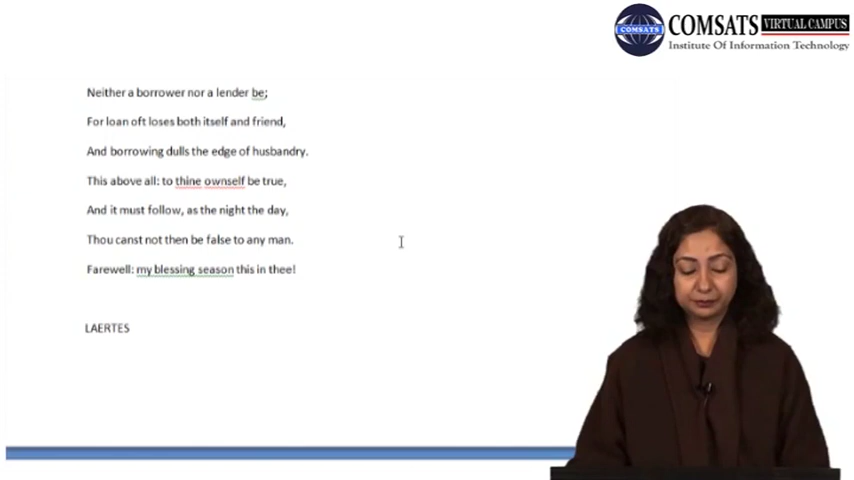 COMSATS VIRTUAL CAMPUS
COMSATS
Institute Of Information Technology
Neither a borrower nor a lender be;
For loan oft loses both itself and friend,
And borrowing dulls the edge of husbandry.
This above all: to thine ownself be true,
And it must follow, as the night the day,
Thou canst not then be false to any man.
Farewell: my blessing season this in thee!
LAERTES